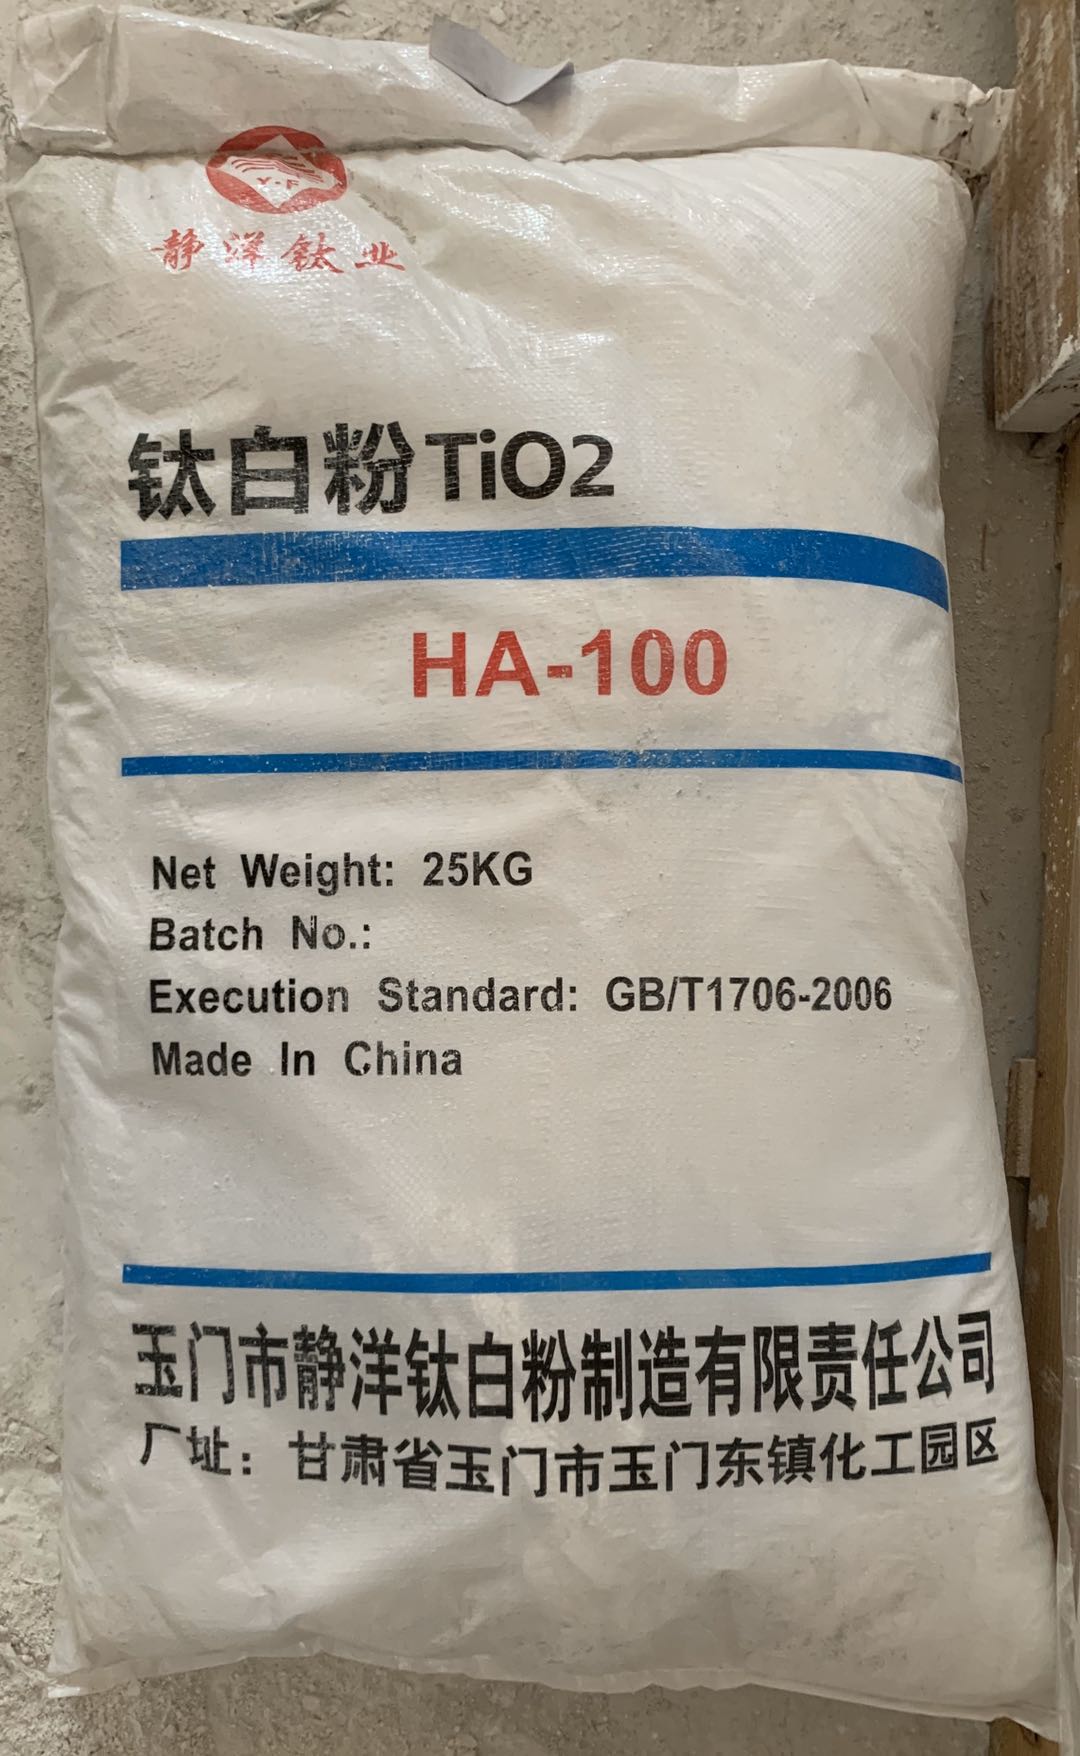 Y-F
静洋钛业
钛白粉TiO2
HA-100
Net Weight: 25KG
Batch No.:
Execution Standard: GB/T1706-2006
Made In China
玉门市静洋钛白粉制造有限责任公司
厂址：甘肃省玉门市玉门东镇化工园区